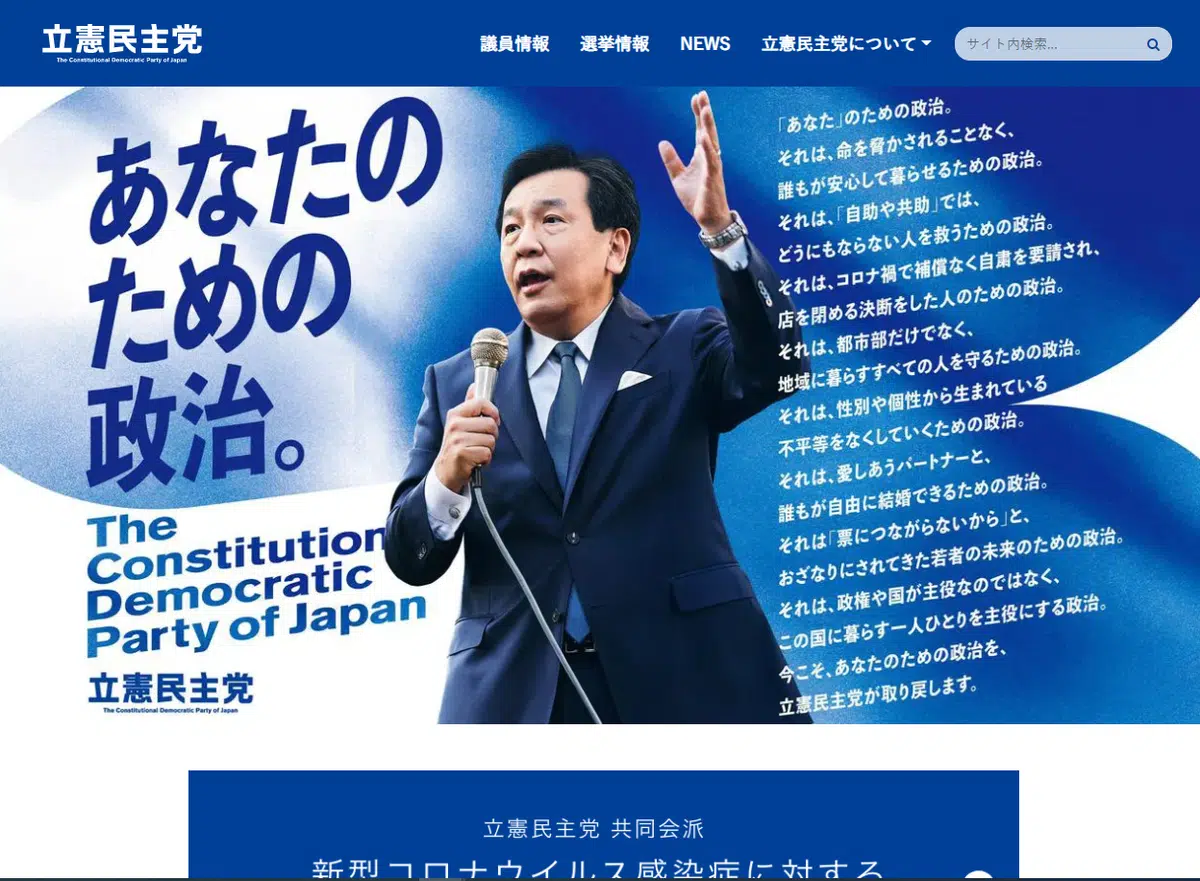 立憲民主党
The Constitutional Democratic Party of Japan
議員情報
選挙情報
NEWS
立憲民主党について
サイト内検索...
あなたの
ための
政治。
The
Constitution
Democratic
Party of Japan
立憲民主党
The Constitutional Democratic Party of Japan
「あなた」のための政治。
それは、命を脅かされることなく、
誰もが安心して暮らせるための政治。
それは、「自助や共助」では、
どうにもならない人を救うための政治。
それは、コロナ禍で補償なく自粛を要請され、
店を閉める決断をした人のための政治。
それは、都市部だけでなく、
地域に暮らすすべての人を守るための政治。
それは、性別や個性から生まれている
不平等をなくしていくための政治。
それは、愛しあうパートナーと、
誰もが自由に結婚できるための政治。
それは「票につながらないから」と、
おざなりにされてきた若者の未来のための政治。
それは、政権や国が主役なのではなく、
この国に暮らす一人ひとりを主役にする政治。
今こそ、あなたのための政治を、
立憲民主党が取り戻します。
立憲民主党 共同会派
新型コロナウイルス感染症に対する